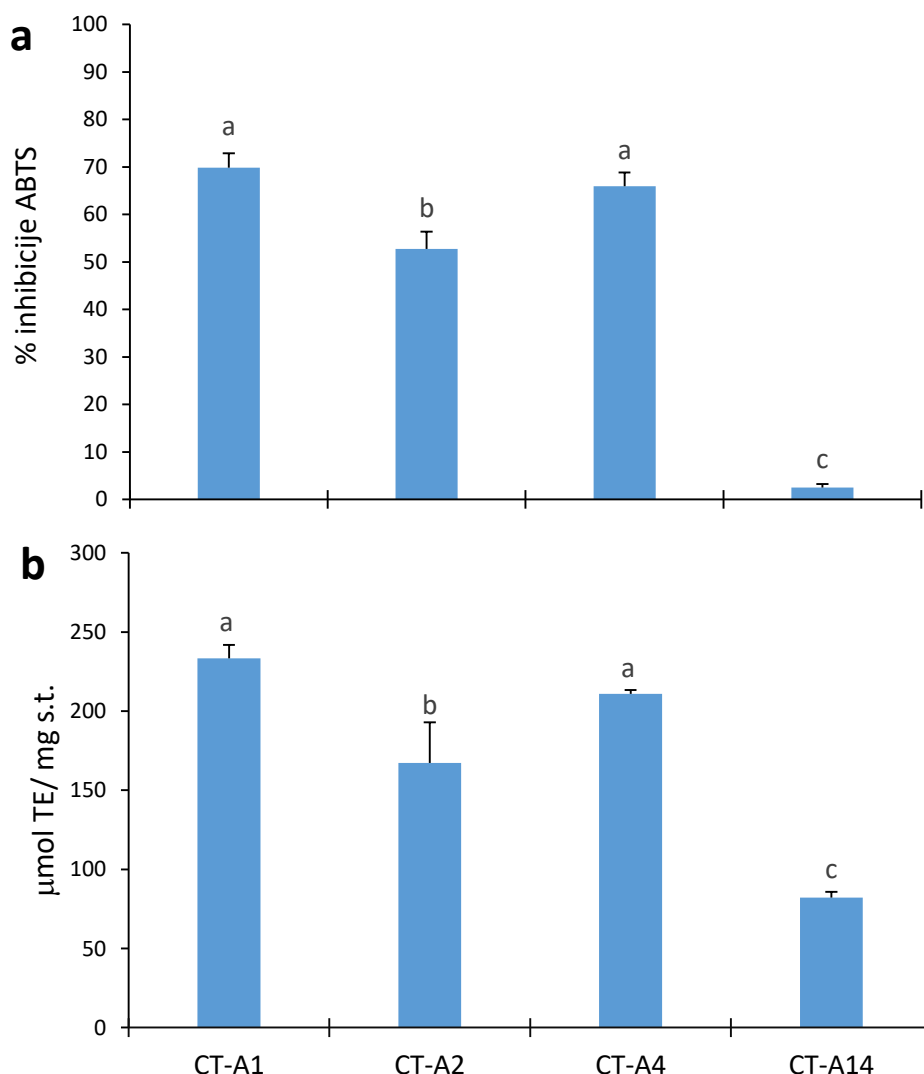 a
% inhibicije ABTS
100
90
80
70
60
50
40
30
20
10
0
a
b
a
c
b
μmol TE/ mg s.t.
300
250
200
150
100
50
0
a
b
a
c
CT-A1 CT-A2 CT-A4 CT-A14